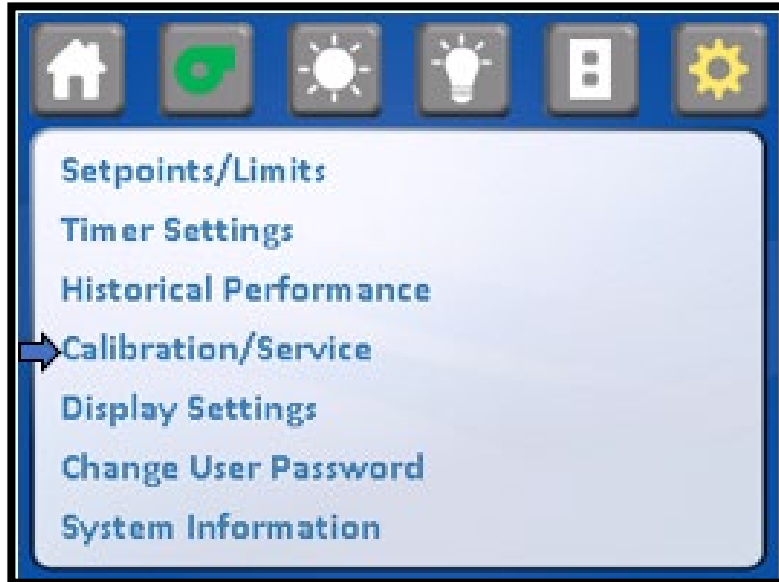 Setpoints/Limits
Timer Settings
Historical Performance
Calibration/Service
Display Settings
Change User Password
System Information